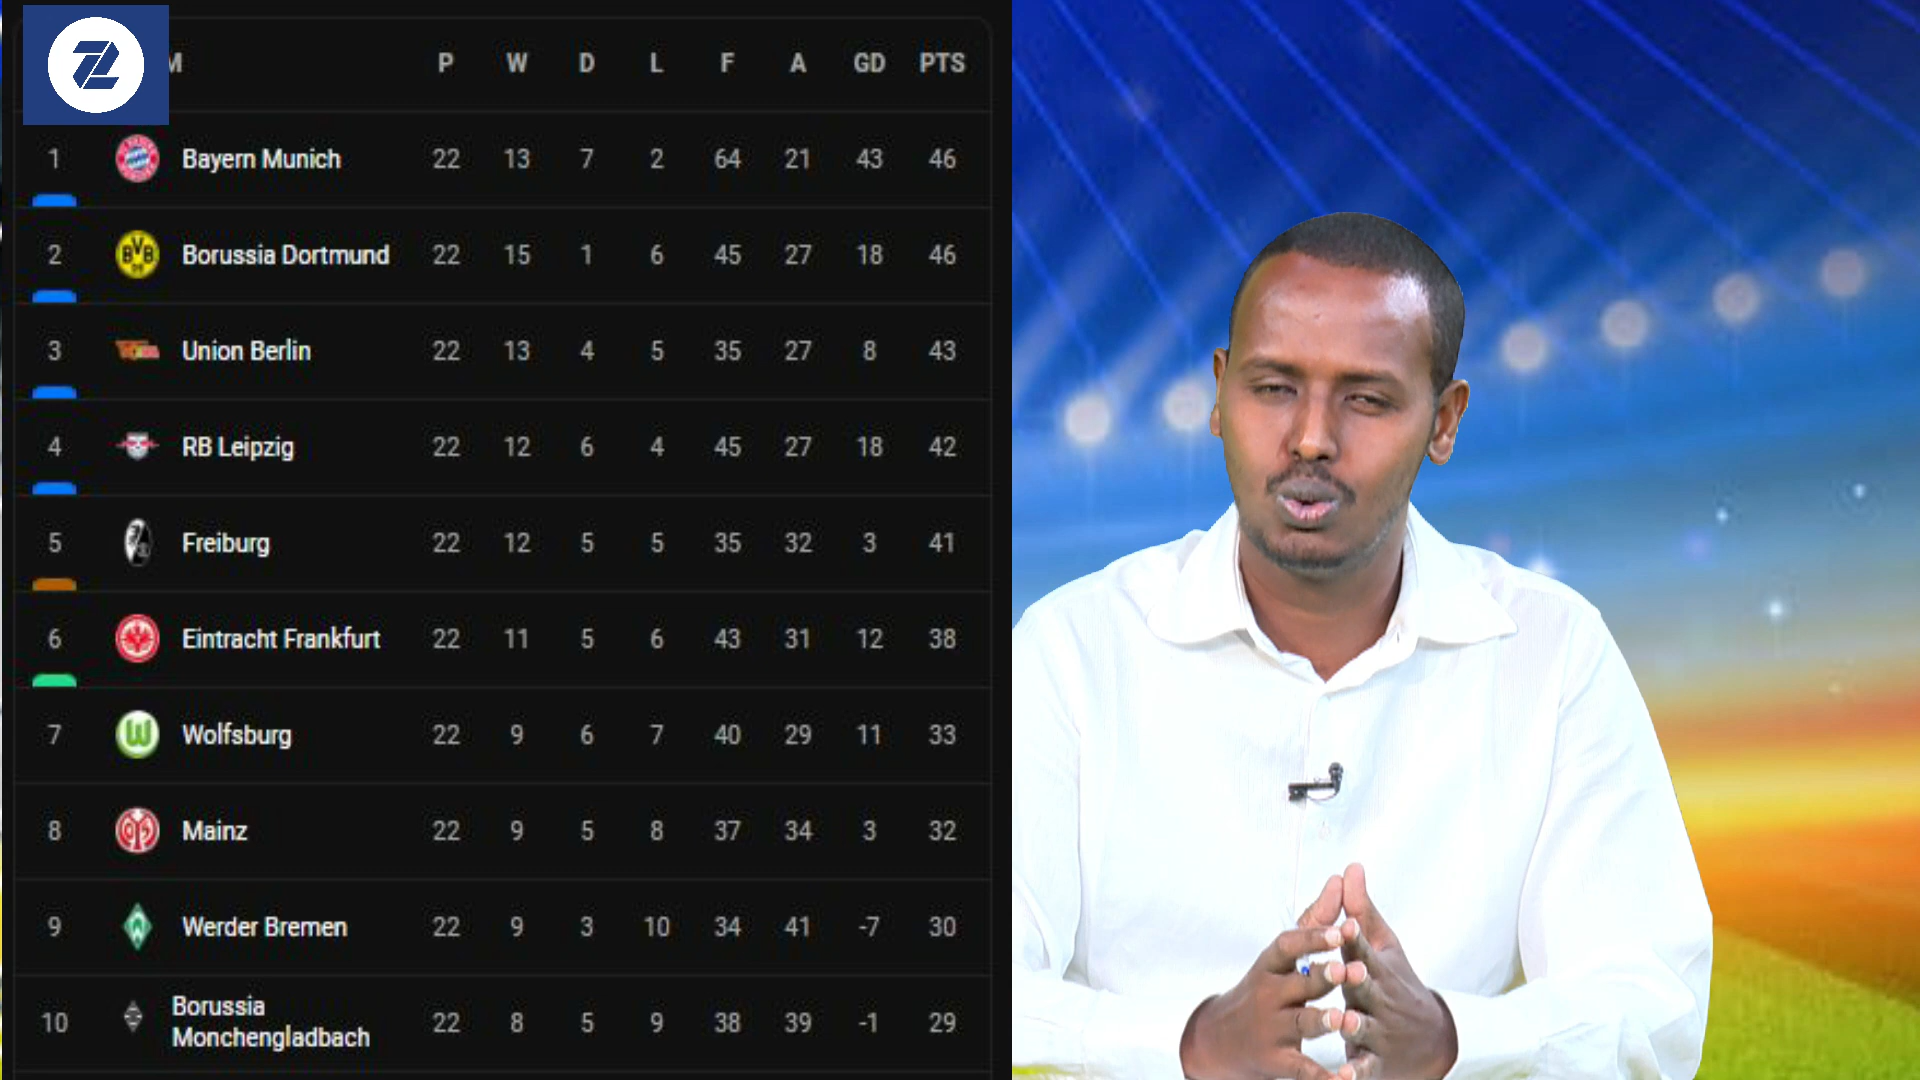 M P W D L F A GD PTS
1 Bayern Munich 22 13 7 2 64 21 43 46
2 Borussia Dortmund 22 15 1 6 45 27 18 46
3 Union Berlin 22 13 4 5 35 27 8 43
4 RB Leipzig 22 12 6 4 45 27 18 42
5 Freiburg 22 12 5 5 35 32 3 41
6 Eintracht Frankfurt 22 11 5 6 43 31 12 38
7 Wolfsburg 22 9 6 7 40 29 11 33
8 Mainz 22 9 5 8 37 34 3 32
9 Werder Bremen 22 9 3 10 34 41 -7 30
10 Borussia
Monchengladbach 22 8 5 9 38 39 -1 29